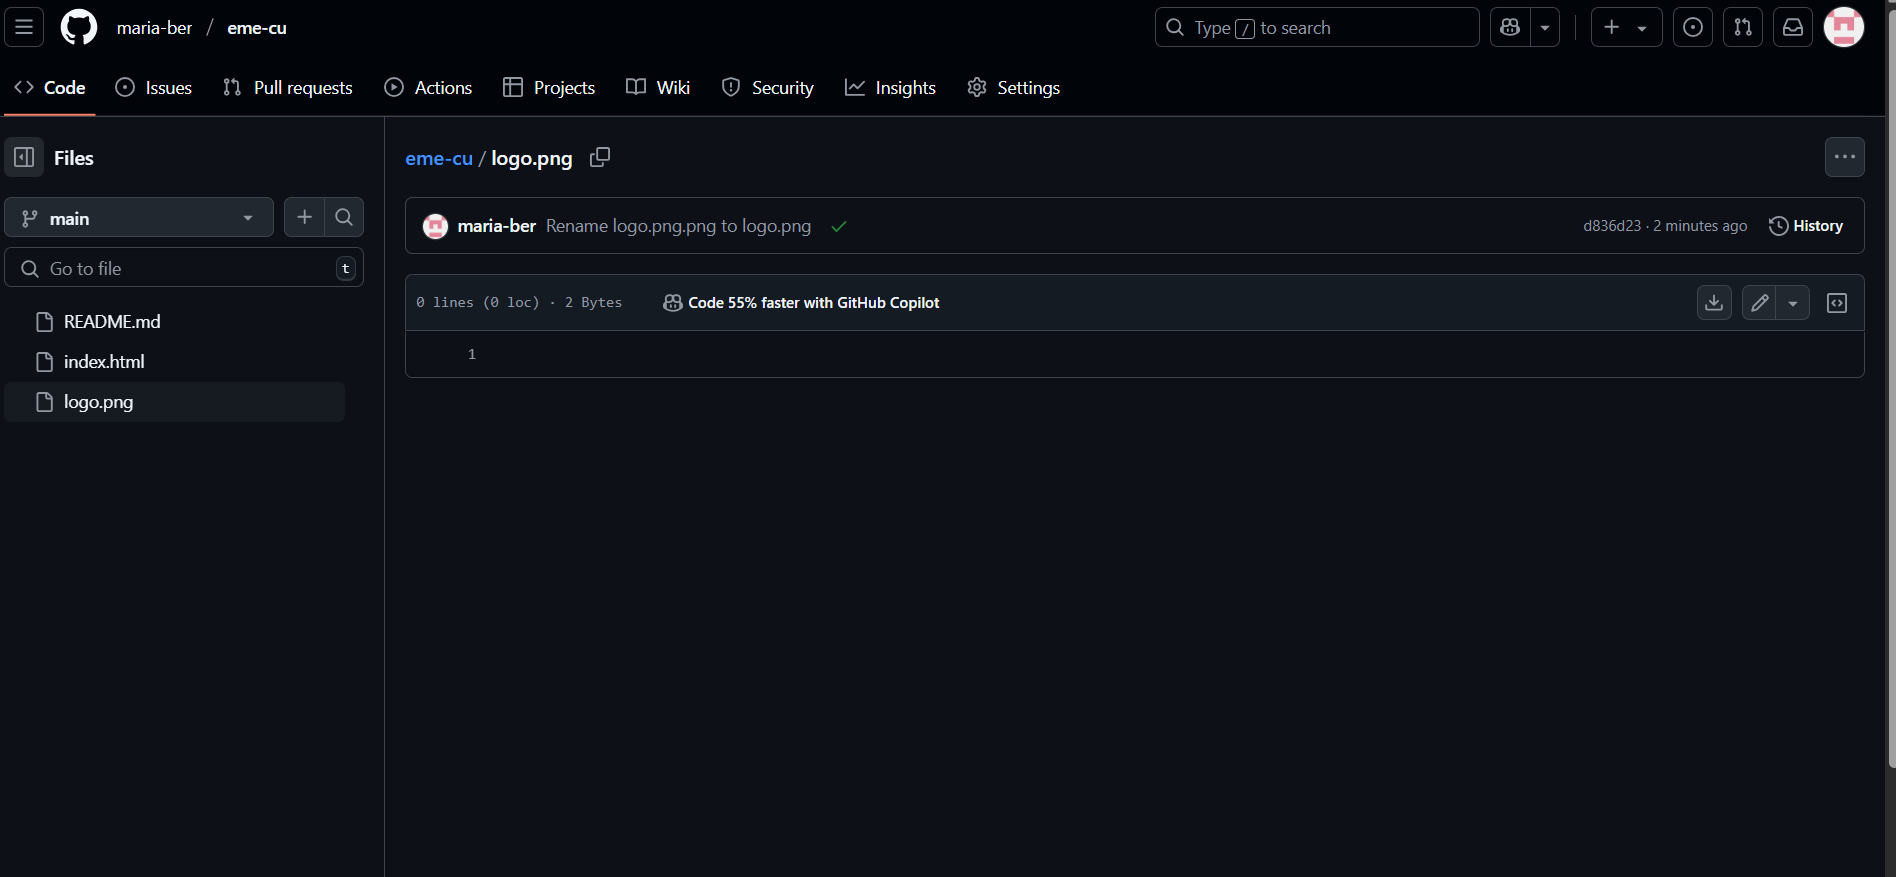 maria-ber / eme-cu
Type / to search
Code
Issues
Pull requests
Actions
Projects
Wiki
Security
Insights
Settings
Files
main
Go to file
t
README.md
index.html
logo.png
eme-cu / logo.png
maria-ber Rename logo.png.png to logo.png
d836d23 · 2 minutes ago
History
0 lines (0 loc) · 2 Bytes
Code 55% faster with GitHub Copilot
1